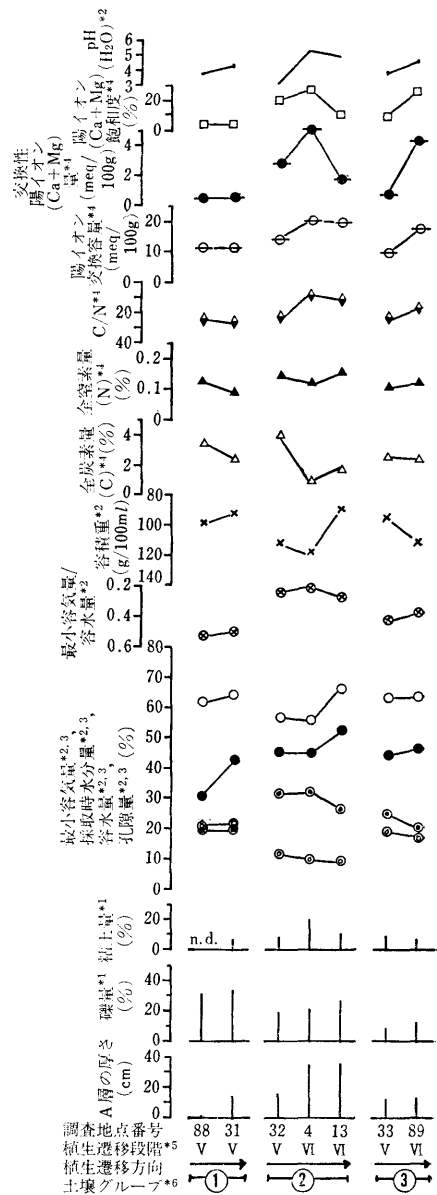 pH
(H₂O)*²
6
5
4
3
陽イオン
(Ca+Mg)
飽和度*⁴
(%)
20
0
交換性
陽イオン
(Ca+Mg)
量*⁴(meq/
100g)
4
2
0
陽イオン
交換容量*⁴
(meq/
100g)
20
10
0
C/N*⁴
20
40
全窒素量
(N)*⁴
(%)
0.2
0.1
0
全炭素量
(C)*⁴(%)
4
2
0
容積重*²
(g/100ml)
80
100
120
140
最小容気量/
容水量*²
0.2
0.4
0.6
最小容気量*²,³,
採取時水分量*²,³,
容水量*²,³,
孔隙量*²,³
(%)
80
70
60
50
40
30
20
10
0
粘土量*¹
(%)
20
0
n.d.
礫量*¹
(%)
40
20
0
A層の厚さ
(cm)
40
20
0
調査地点番号 88 31 32 4 13 33 89
植生遷移段階*⁵ V V V VI VI V VI
植生遷移方向
土壌グループ*⁶ ① ② ③